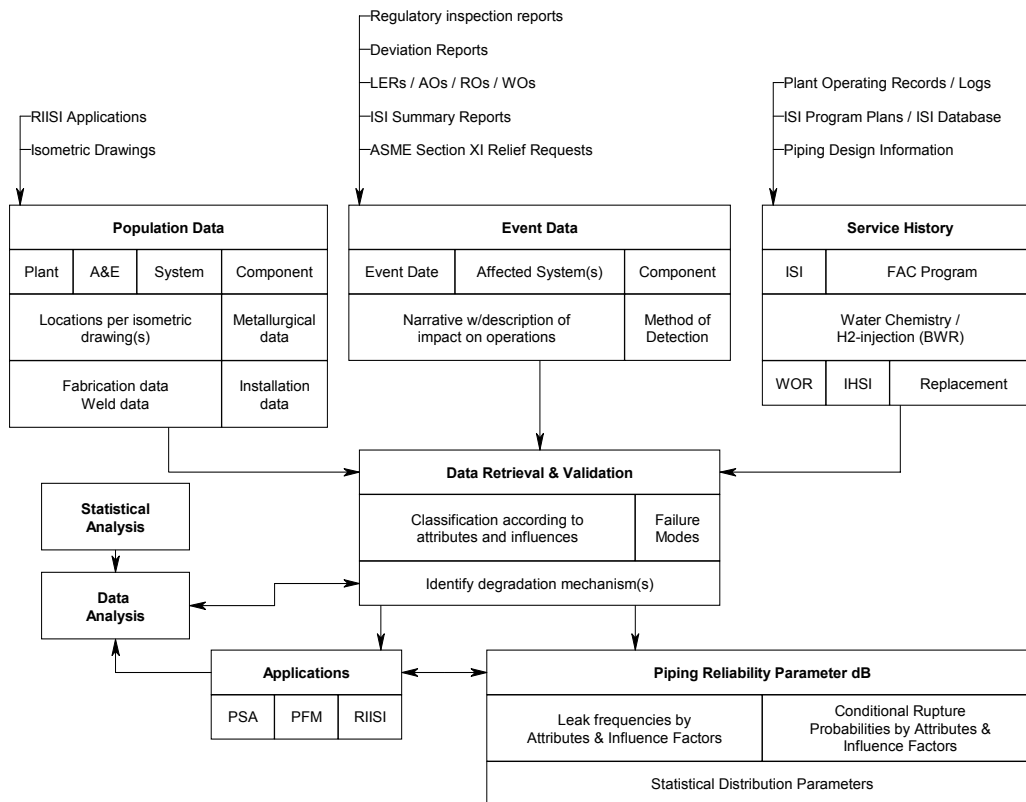 Regulatory inspection reports
Deviation Reports
LERs / AOs / ROs / WOs
ISI Summary Reports
ASME Section XI Relief Requests
RIISI Applications
Isometric Drawings
Plant Operating Records / Logs
ISI Program Plans / ISI Database
Piping Design Information
Population Data
Plant
A&E
System
Component
Locations per isometric
drawing(s)
Metallurgical
data
Fabrication data
Weld data
Installation
data
Event Data
Event Date
Affected System(s)
Component
Narrative w/description of
impact on operations
Method of
Detection
Service History
ISI
FAC Program
Water Chemistry /
H2-injection (BWR)
WOR
IHSI
Replacement
Data Retrieval & Validation
Classification according to
attributes and influences
Failure
Modes
Identify degradation mechanism(s)
Statistical
Analysis
Data
Analysis
Applications
PSA
PFM
RIISI
Piping Reliability Parameter dB
Leak frequencies by
Attributes & Influence Factors
Conditional Rupture
Probabilities by Attributes &
Influence Factors
Statistical Distribution Parameters